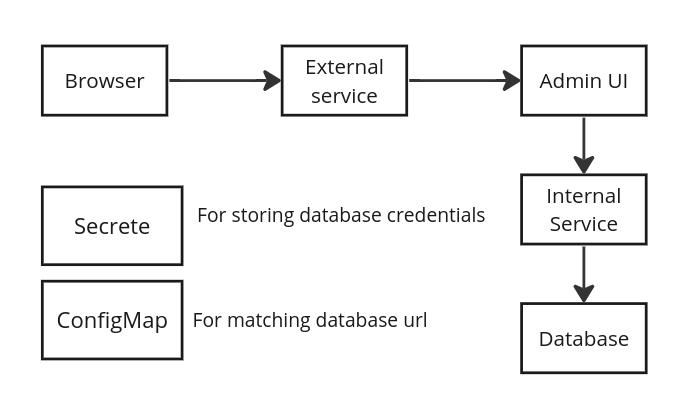 Browser
External
service
Admin UI
Internal
Service
Secrete
For storing database credentials
ConfigMap
For matching database url
Database